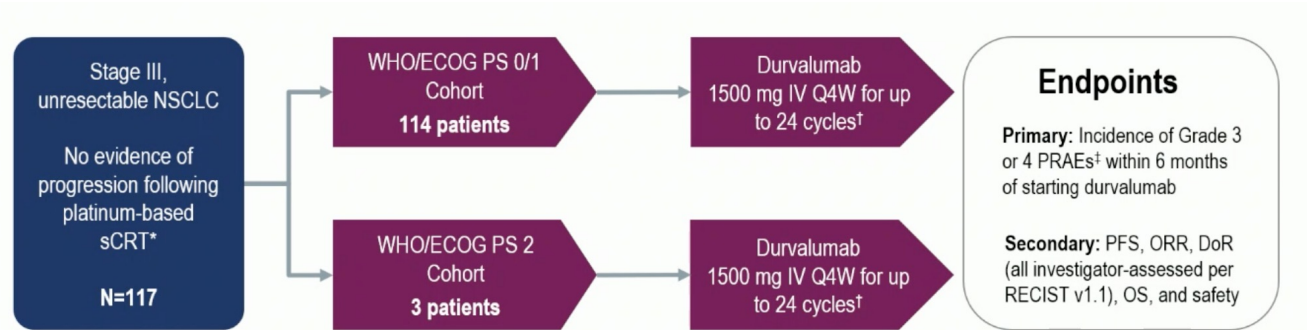 Stage III,
unresectable NSCLC
No evidence of
progression following
platinum-based
sCRT*
N=117
WHO/ECOG PS 0/1
Cohort
114 patients
Durvalumab
1500 mg IV Q4W for up
to 24 cycles†
WHO/ECOG PS 2
Cohort
3 patients
Durvalumab
1500 mg IV Q4W for up
to 24 cycles†
Endpoints
Primary: Incidence of Grade 3
or 4 PRAEs‡ within 6 months
of starting durvalumab
Secondary: PFS, ORR, DoR
(all investigator-assessed per
RECIST v1.1), OS, and safety